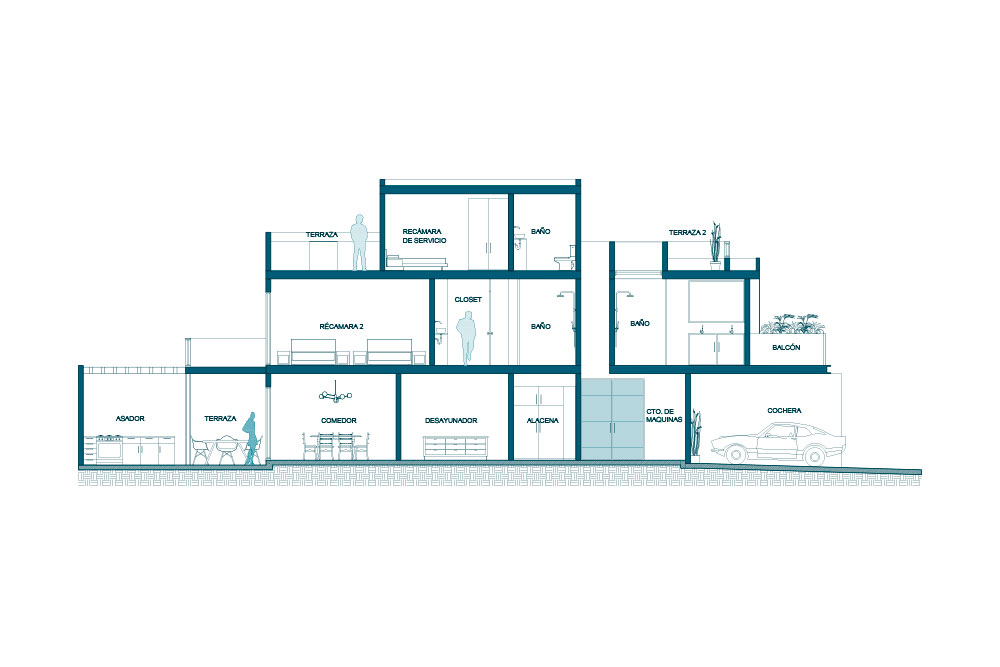 TERRAZA
RECÁMARA
DE SERVICIO
BAÑO
TERRAZA 2
RÉCAMARA 2
CLOSET
BAÑO
BAÑO
BALCÓN
ASADOR
TERRAZA
COMEDOR
DESAYUNADOR
ALACENA
CTO. DE
MAQUINAS
COCHERA